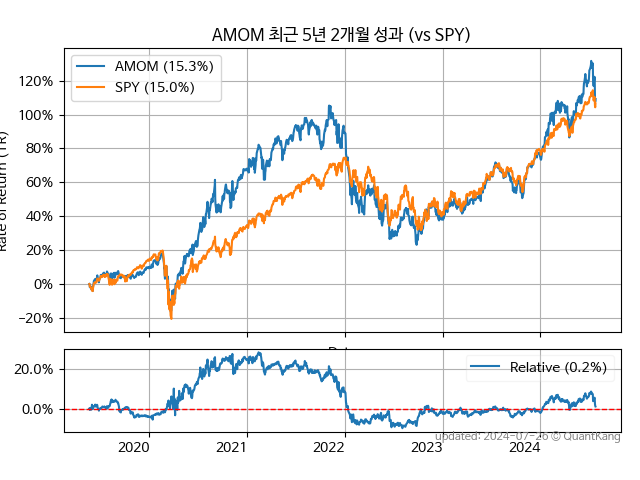 AMOM 최근 5년 2개월 성과 (vs SPY)
AMOM (15.3%)
SPY (15.0%)
120%
100%
80%
60%
40%
20%
0%
−20%
Rate of Return (TR)
20.0%
0.0%
Relative (0.2%)
updated: 2024-07-26 © QuantKang
2020
2021
2022
2023
2024